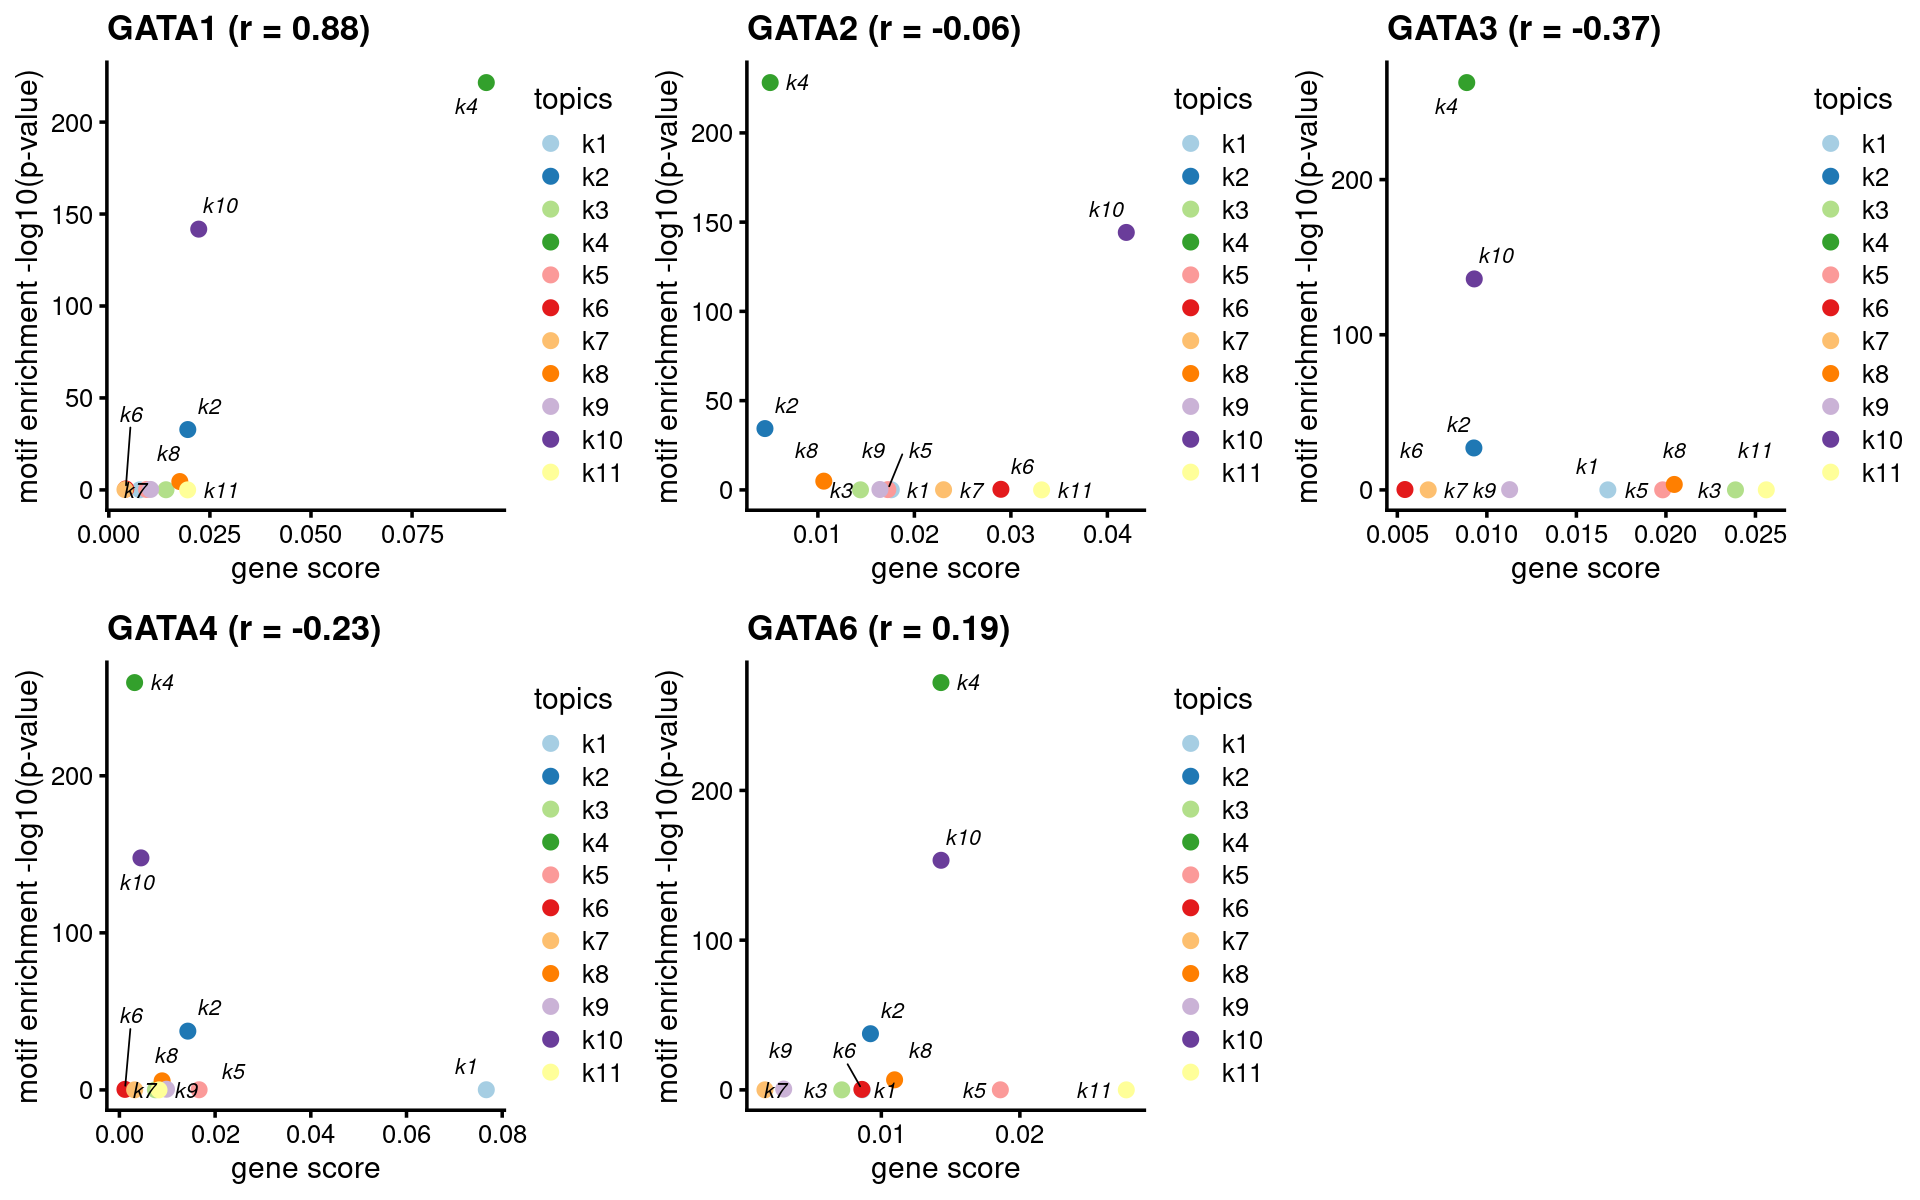 GATA1 (r = 0.88)
motif enrichment -log10(p-value)
200
150
100
50
0
k4
k10
k2
k6
k8
k7
k11
0.000
0.025
0.050
0.075
gene score
topics
k1
k2
k3
k4
k5
k6
k7
k8
k9
k10
k11
GATA2 (r = -0.06)
motif enrichment -log10(p-value)
200
150
100
50
0
k4
k10
k2
k8
k9
k5
k6
k3
k1
k7
k11
0.01
0.02
0.03
0.04
gene score
topics
k1
k2
k3
k4
k5
k6
k7
k8
k9
k10
k11
GATA3 (r = -0.37)
motif enrichment -log10(p-value)
200
100
0
k4
k10
k2
k6
k8
k11
k1
k7
k9
k5
k3
0.005
0.010
0.015
0.020
0.025
gene score
topics
k1
k2
k3
k4
k5
k6
k7
k8
k9
k10
k11
GATA4 (r = -0.23)
motif enrichment -log10(p-value)
200
100
0
k4
k10
k2
k6
k8
k5
k1
k7
k9
0.00
0.02
0.04
0.06
0.08
gene score
topics
k1
k2
k3
k4
k5
k6
k7
k8
k9
k10
k11
GATA6 (r = 0.19)
motif enrichment -log10(p-value)
200
100
0
k4
k10
k2
k9
k6
k8
k7
k3
k1
k5
k11
0.01
0.02
gene score
topics
k1
k2
k3
k4
k5
k6
k7
k8
k9
k10
k11